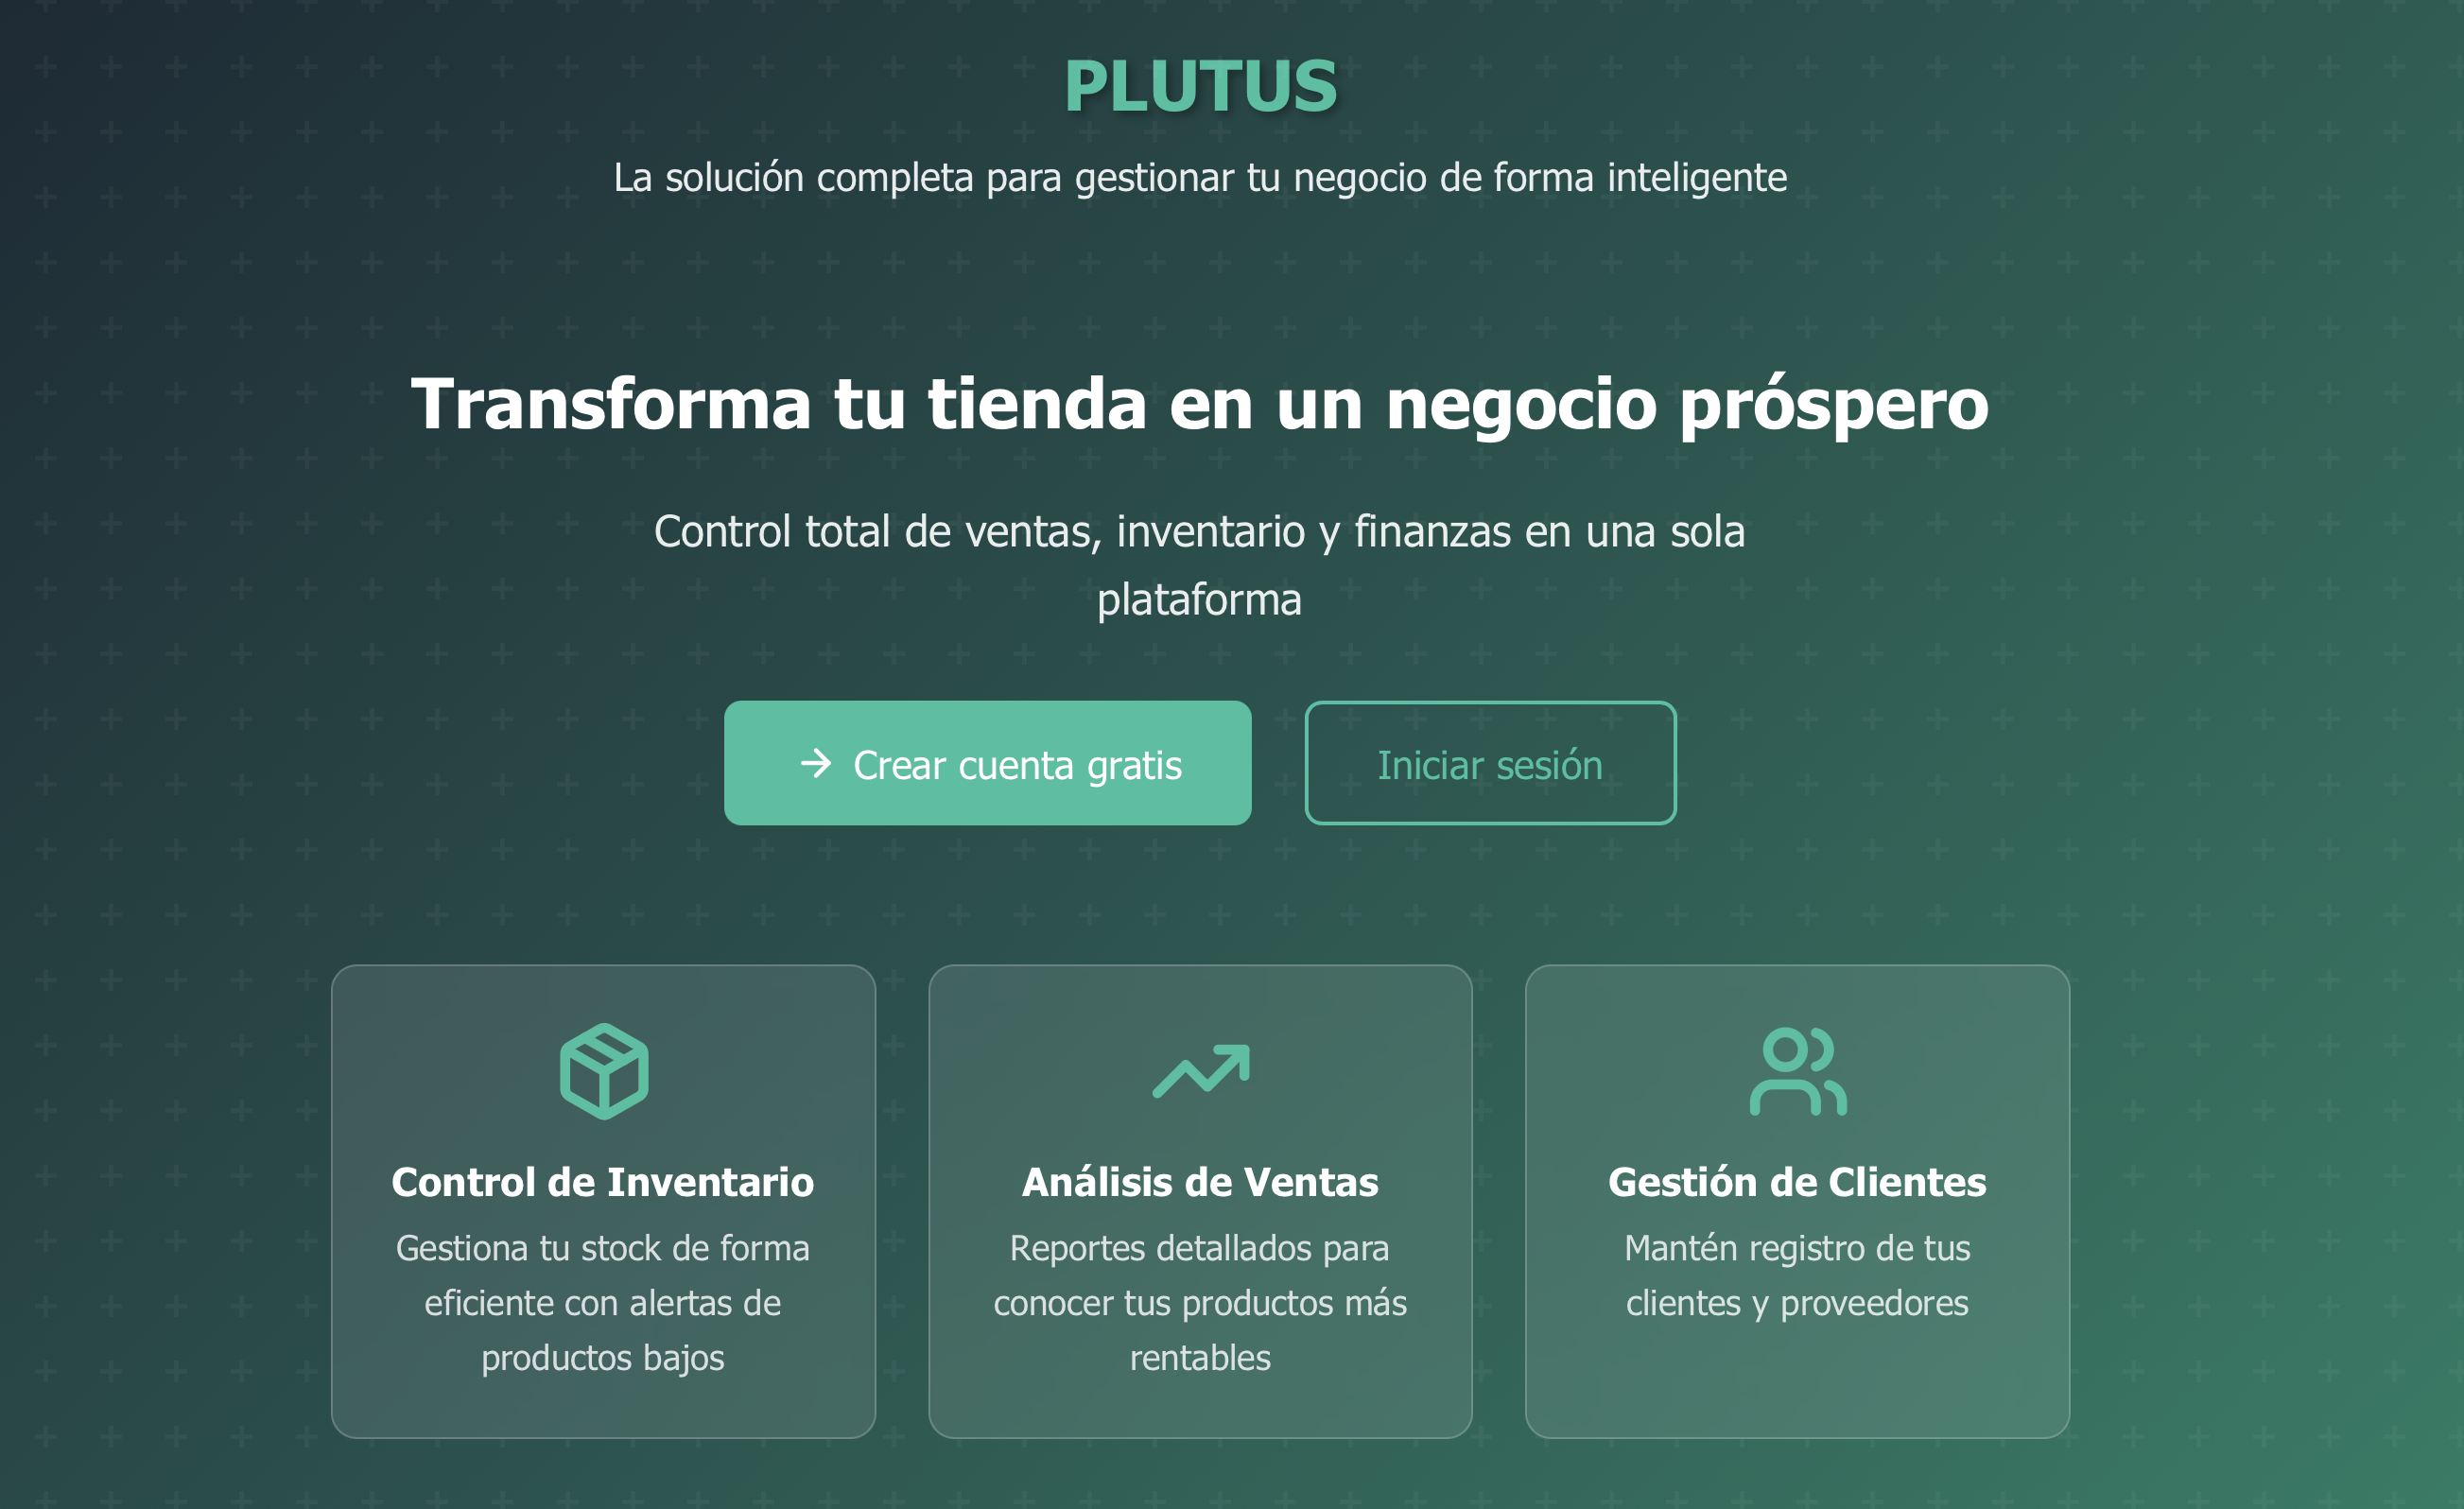 PLUTUS
La solución completa para gestionar tu negocio de forma inteligente
Transforma tu tienda en un negocio próspero
Control total de ventas, inventario y finanzas en una sola
plataforma
Crear cuenta gratis
Iniciar sesión
Control de Inventario
Gestiona tu stock de forma
eficiente con alertas de
productos bajos
Análisis de Ventas
Reportes detallados para
conocer tus productos más
rentables
Gestión de Clientes
Mantén registro de tus
clientes y proveedores